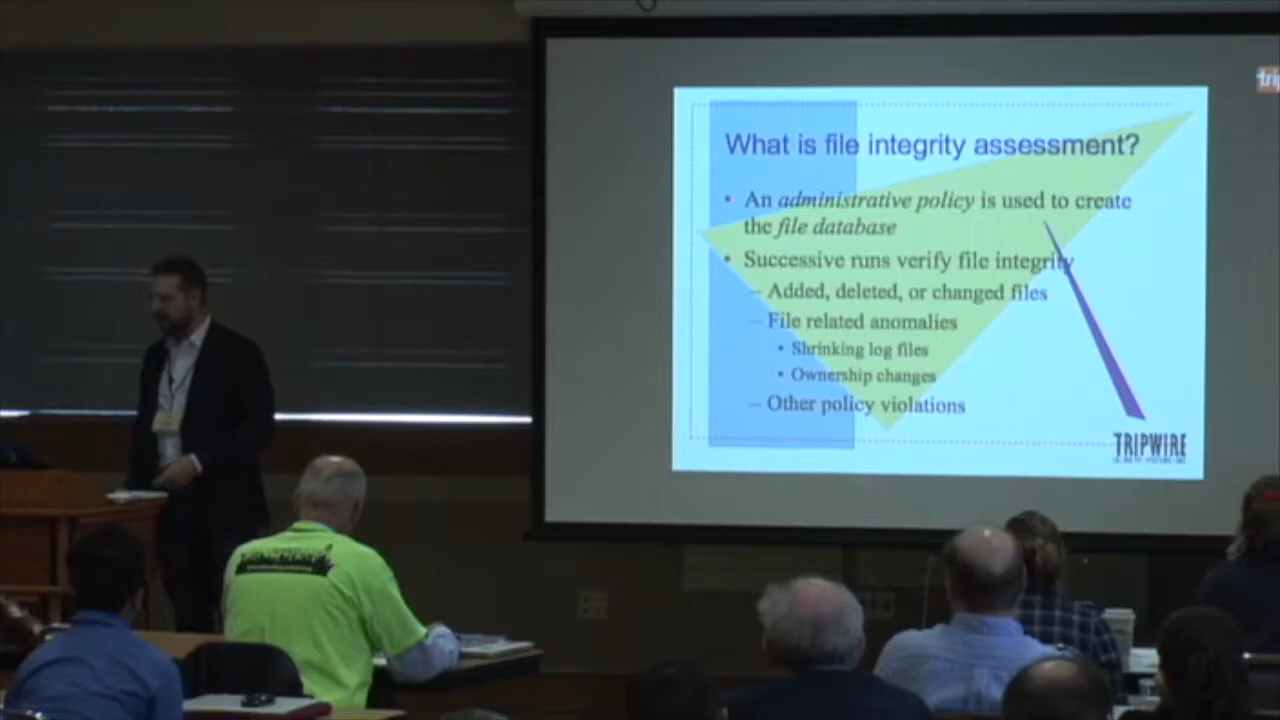 What is file integrity assessment?
• An administrative policy is used to create
the file database
• Successive runs verify file integrity
– Added, deleted, or changed files
– File related anomalies
• Shrinking log files
• Ownership changes
– Other policy violations
TRIPWIRE